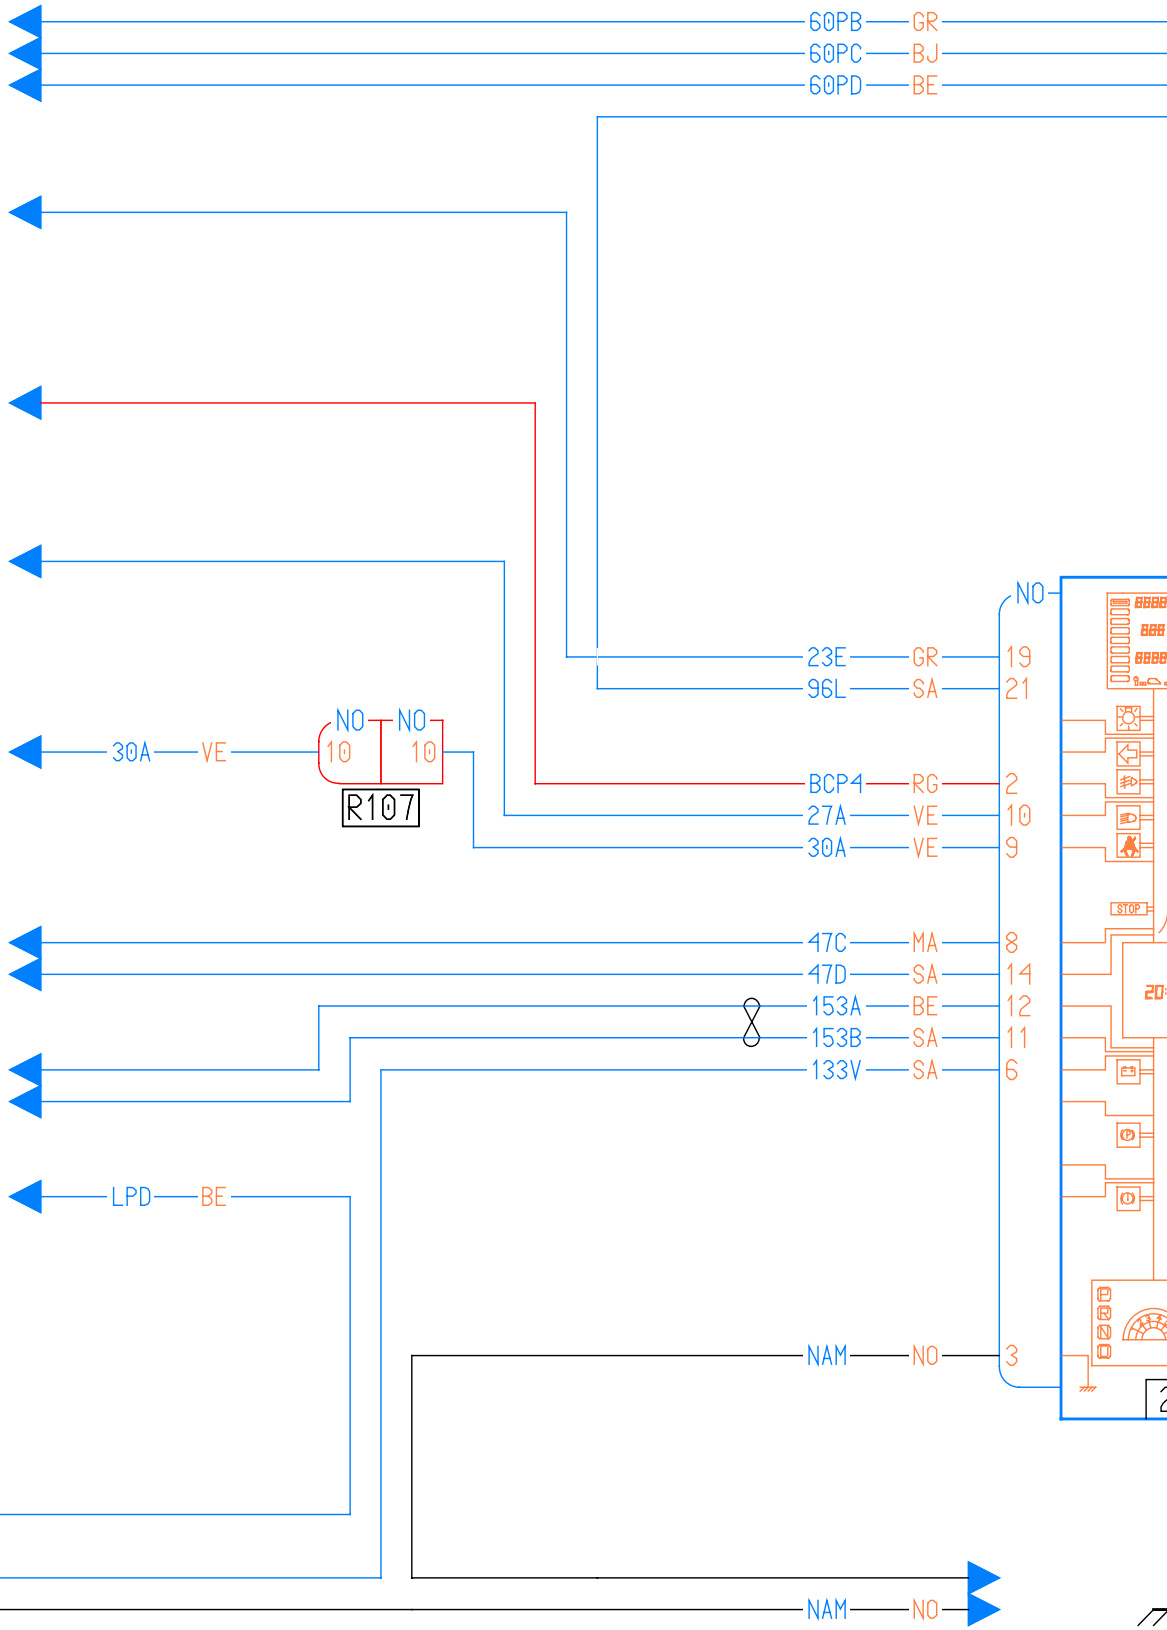 60PB GR
60PC BJ
60PD BE
NO
23E GR 19
96L SA 21
NO NO
30A VE 10 10
BCP4 RG 2
R107
27A VE 10
30A VE 9
STOP
47C MA 8
47D SA 14
20:
153A BE 12
153B SA 11
133V SA 6
P
LPD BE
P
R
N
D
NAM NO 3
2
NAM NO